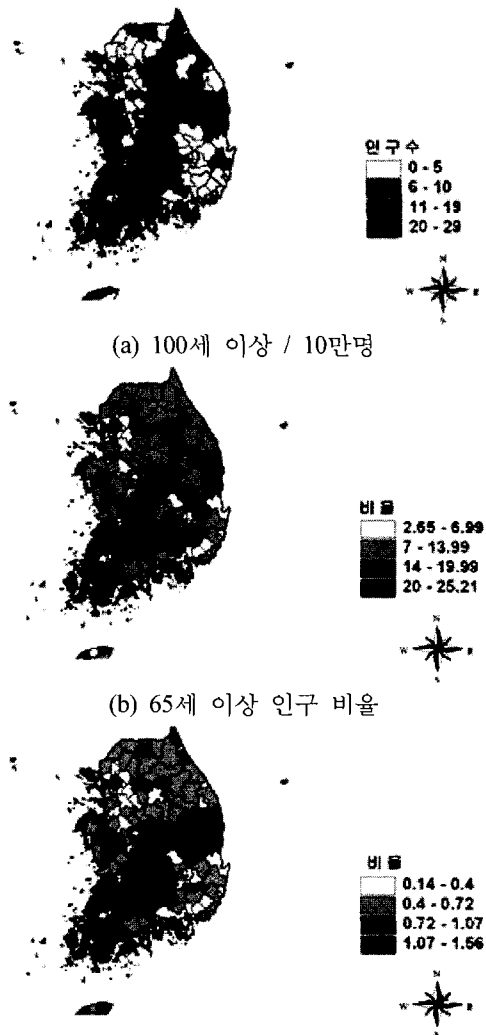 인구수
0 - 5
6 - 10
11 - 19
20 - 29
N
W E
S
(a) 100세 이상 / 10만명
비율
2.65 - 6.99
7 - 13.99
14 - 19.99
20 - 25.21
N
W E
S
(b) 65세 이상 인구 비율
비율
0.14 - 0.4
0.4 - 0.72
0.72 - 1.07
1.07 - 1.56
N
W E
S